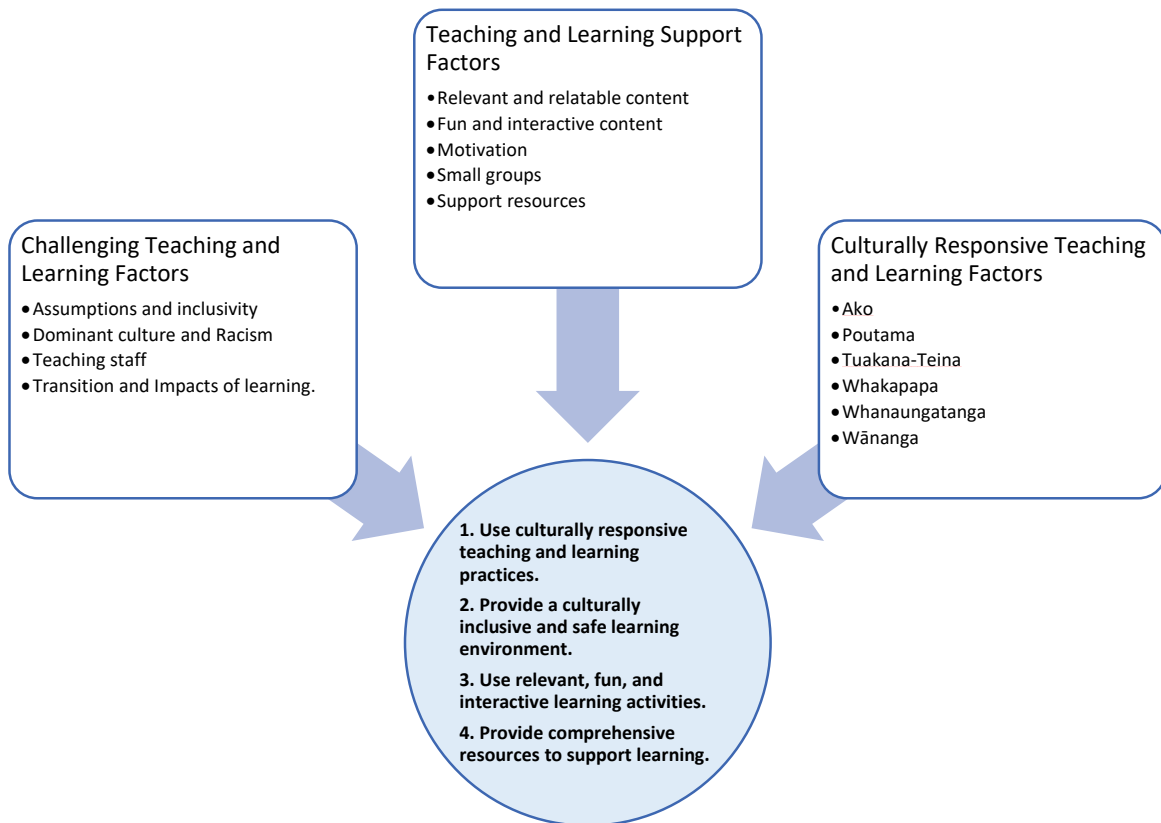 Teaching and Learning Support
Factors
•Relevant and relatable content
•Fun and interactive content
•Motivation
•Small groups
•Support resources
Challenging Teaching and
Learning Factors
•Assumptions and inclusivity
•Dominant culture and Racism
•Teaching staff
•Transition and Impacts of learning.
Culturally Responsive Teaching
and Learning Factors
•Ako
•Poutama
•Tuakana-Teina
•Whakapapa
•Whanaungatanga
•Wānanga
1. Use culturally responsive
teaching and learning
practices.
2. Provide a culturally
inclusive and safe learning
environment.
3. Use relevant, fun, and
interactive learning activities.
4. Provide comprehensive
resources to support learning.